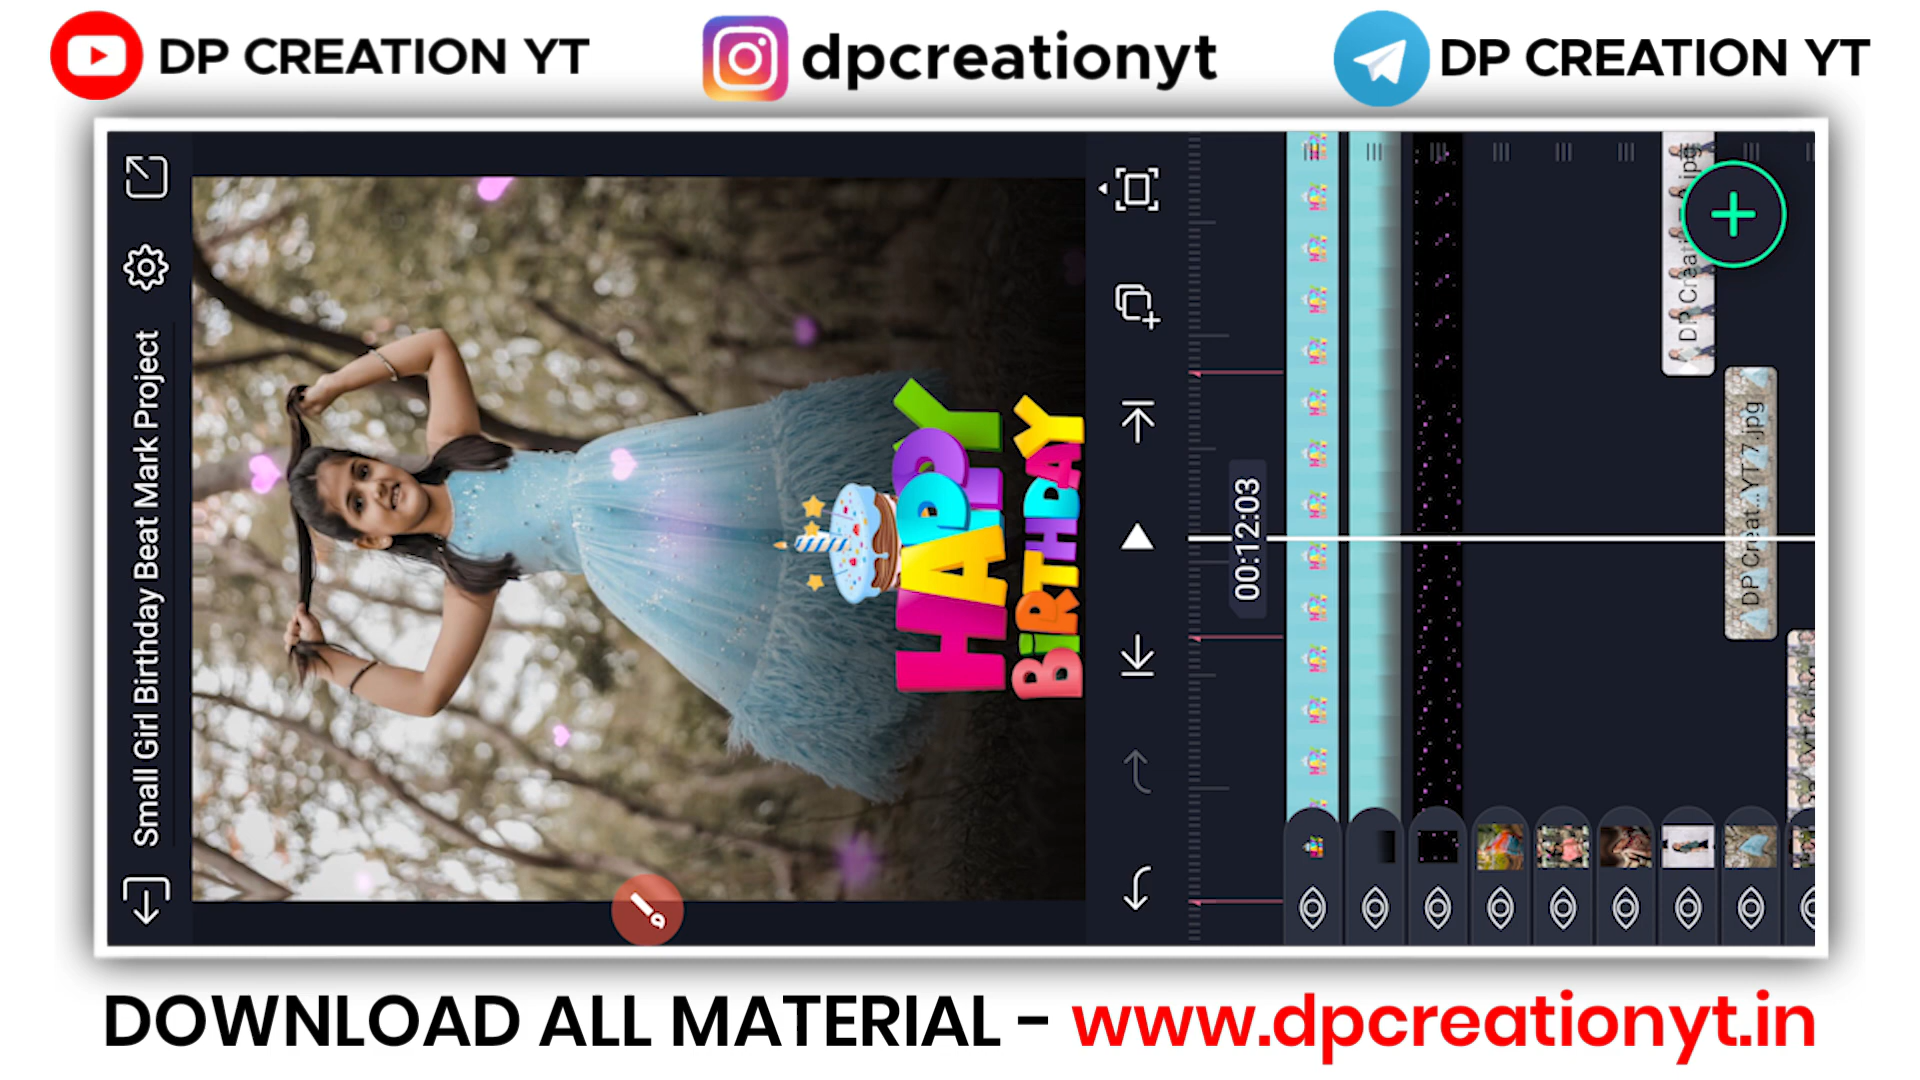 DP CREATION YT
dpcreationyt
DP CREATION YT
Small Girl Birthday Beat Mark Project
HAPPY
BIRTHDAY
00:12:03
DP Creat...YT 7.jpg
DOWNLOAD ALL MATERIAL - www.dpcreationyt.in